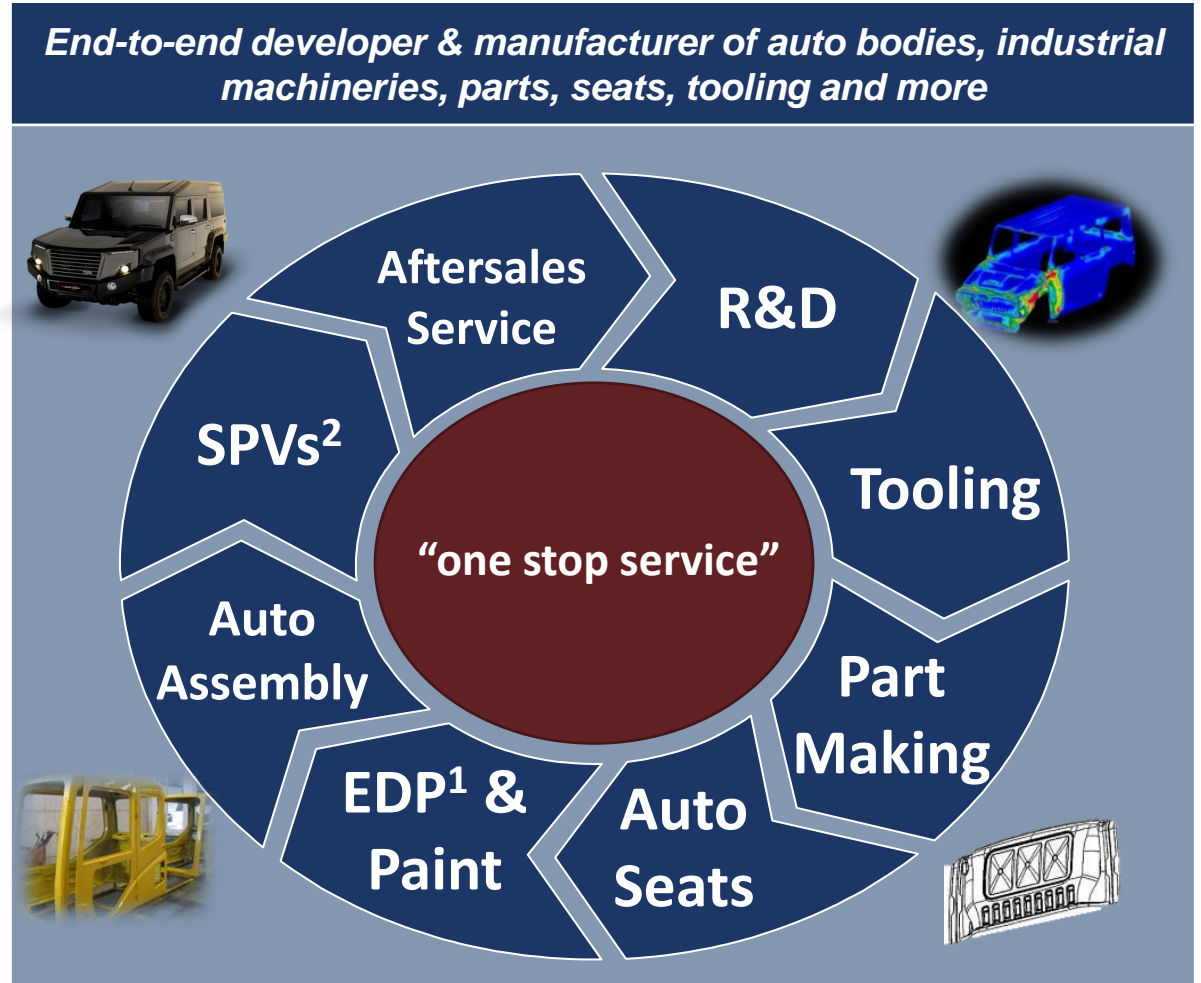 End-to-end developer & manufacturer of auto bodies, industrial
machineries, parts, seats, tooling and more
Aftersales
Service
R&D
SPVs²
Tooling
“one stop service”
Auto
Assembly
Part
Making
EDP¹ &
Paint
Auto
Seats